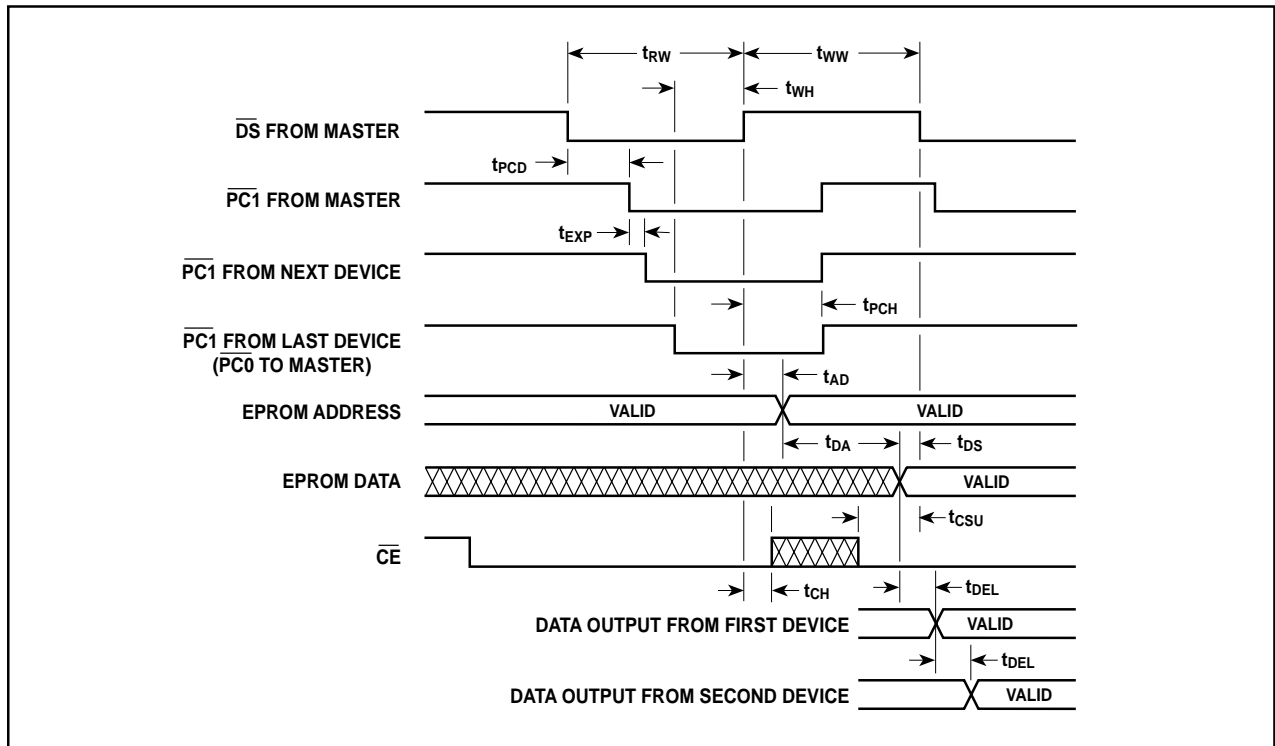 tRW
tWW
tWH
DS FROM MASTER
tPCD
PC1 FROM MASTER
tEXP
PC1 FROM NEXT DEVICE
tPCH
PC1 FROM LAST DEVICE
(PC0 TO MASTER)
tAD
EPROM ADDRESS
VALID
VALID
tDA
tDS
EPROM DATA
VALID
tCSU
CE
tCH
tDEL
DATA OUTPUT FROM FIRST DEVICE
VALID
tDEL
DATA OUTPUT FROM SECOND DEVICE
VALID